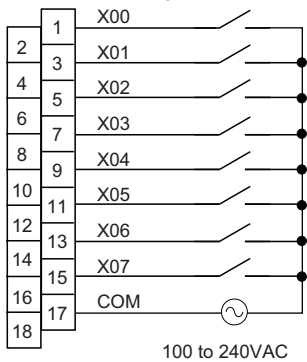 1 X00
2
3 X01
4
5 X02
6
7 X03
8
9 X04
10
11 X05
12
13 X06
14
15 X07
16
17 COM
18
100 to 240VAC